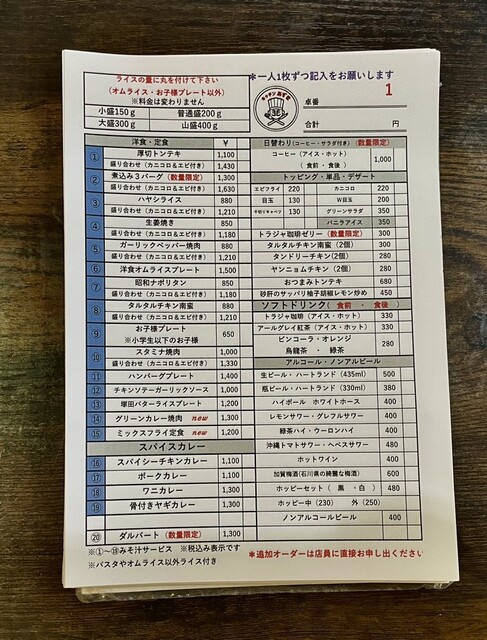 ライスの量に丸を付けて下さい
（オムライス・お子様プレート以外）
※料金は変わりません
小盛150g 普通盛200g
大盛300g 山盛400g
＊一人1枚ずつ記入をお願いします
1
卓番
合計 円
洋食・定食 ¥
① 厚切トンテキ 1,100
盛り合わせ（カニコロ＆エビ付き） 1,430
② 煮込み３バーグ（数量限定） 1,300
盛り合わせ（カニコロ＆エビ付き） 1,630
③ ハヤシライス 880
盛り合わせ（カニコロ＆エビ付き） 1,210
④ 生姜焼き 850
盛り合わせ（カニコロ＆エビ付き） 1,180
⑤ ガーリックペッパー焼肉 880
盛り合わせ（カニコロ＆エビ付き） 1,210
⑥ 洋食オムライスプレート 1,500
⑦ 昭和ナポリタン 850
盛り合わせ（カニコロ＆エビ付き） 1,180
⑧ タルタルチキン南蛮 880
盛り合わせ（カニコロ＆エビ付き） 1,210
⑨ お子様プレート 650
※小学生以下のお子様
⑩ スタミナ焼肉 1,000
盛り合わせ（カニコロ＆エビ付き） 1,330
⑪ ハンバーグプレート 1,400
⑫ チキンソテーガーリックソース 1,000
⑬ 塚田バターライスプレート 1,200
⑭ グリーンカレー焼肉 new 1,300
⑮ ミックスフライ定食 new 1,200
スパイスカレー
⑯ スパイシーチキンカレー 1,100
⑰ ポークカレー 1,100
⑱ ワニカレー 1,300
⑲ 骨付きヤギカレー 1,300
⑳ ダルバート（数量限定） 1,300
※①～⑮みそ汁サービス ※税込み表示です
※パスタやオムライス以外ライス付き
日替わり(コーヒー・サラダ付き)（数量限定）
コーヒー（アイス・ホット） 1,000
（ 食前 ・ 食後 ）
トッピング・単品・デザート
エビフライ 220 カニコロ 220
目玉 130 W目玉 200
千切りキャベツ 130 グリーンサラダ 350
バニラアイス 350
トラジャ珈琲ゼリー（数量限定） 300
タルタルチキン南蛮（2個） 300
タンドリーチキン(2個) 280
ヤンニョムチキン（2個） 280
おつまみトンテキ 680
砂肝のサッパリ柚子胡椒レモン炒め 450
ソフトドリンク（ 食前 ・ 食後 ）
トラジャ珈琲（アイス・ホット） 330
アールグレイ紅茶（アイス・ホット） 330
ピンコーラ・オレンジ 280
烏龍茶 ・ 緑茶
アルコール・ノンアルビール
生ビール・ハートランド（435ml） 500
瓶ビール・ハートランド（330ml） 380
ハイボール ホワイトホース 400
レモンサワー・グレフルサワー 400
緑茶ハイ・ウーロンハイ 400
沖縄トマトサワー・ヘベスサワー 480
ホットワイン 400
加賀梅酒(石川県の綺麗な梅酒) 600
ホッピーセット（ 黒 ・白 ） 480
ホッピー中（230） 外（250）
ノンアルコールビール 400
＊追加オーダーは店員に直接お申し出ください